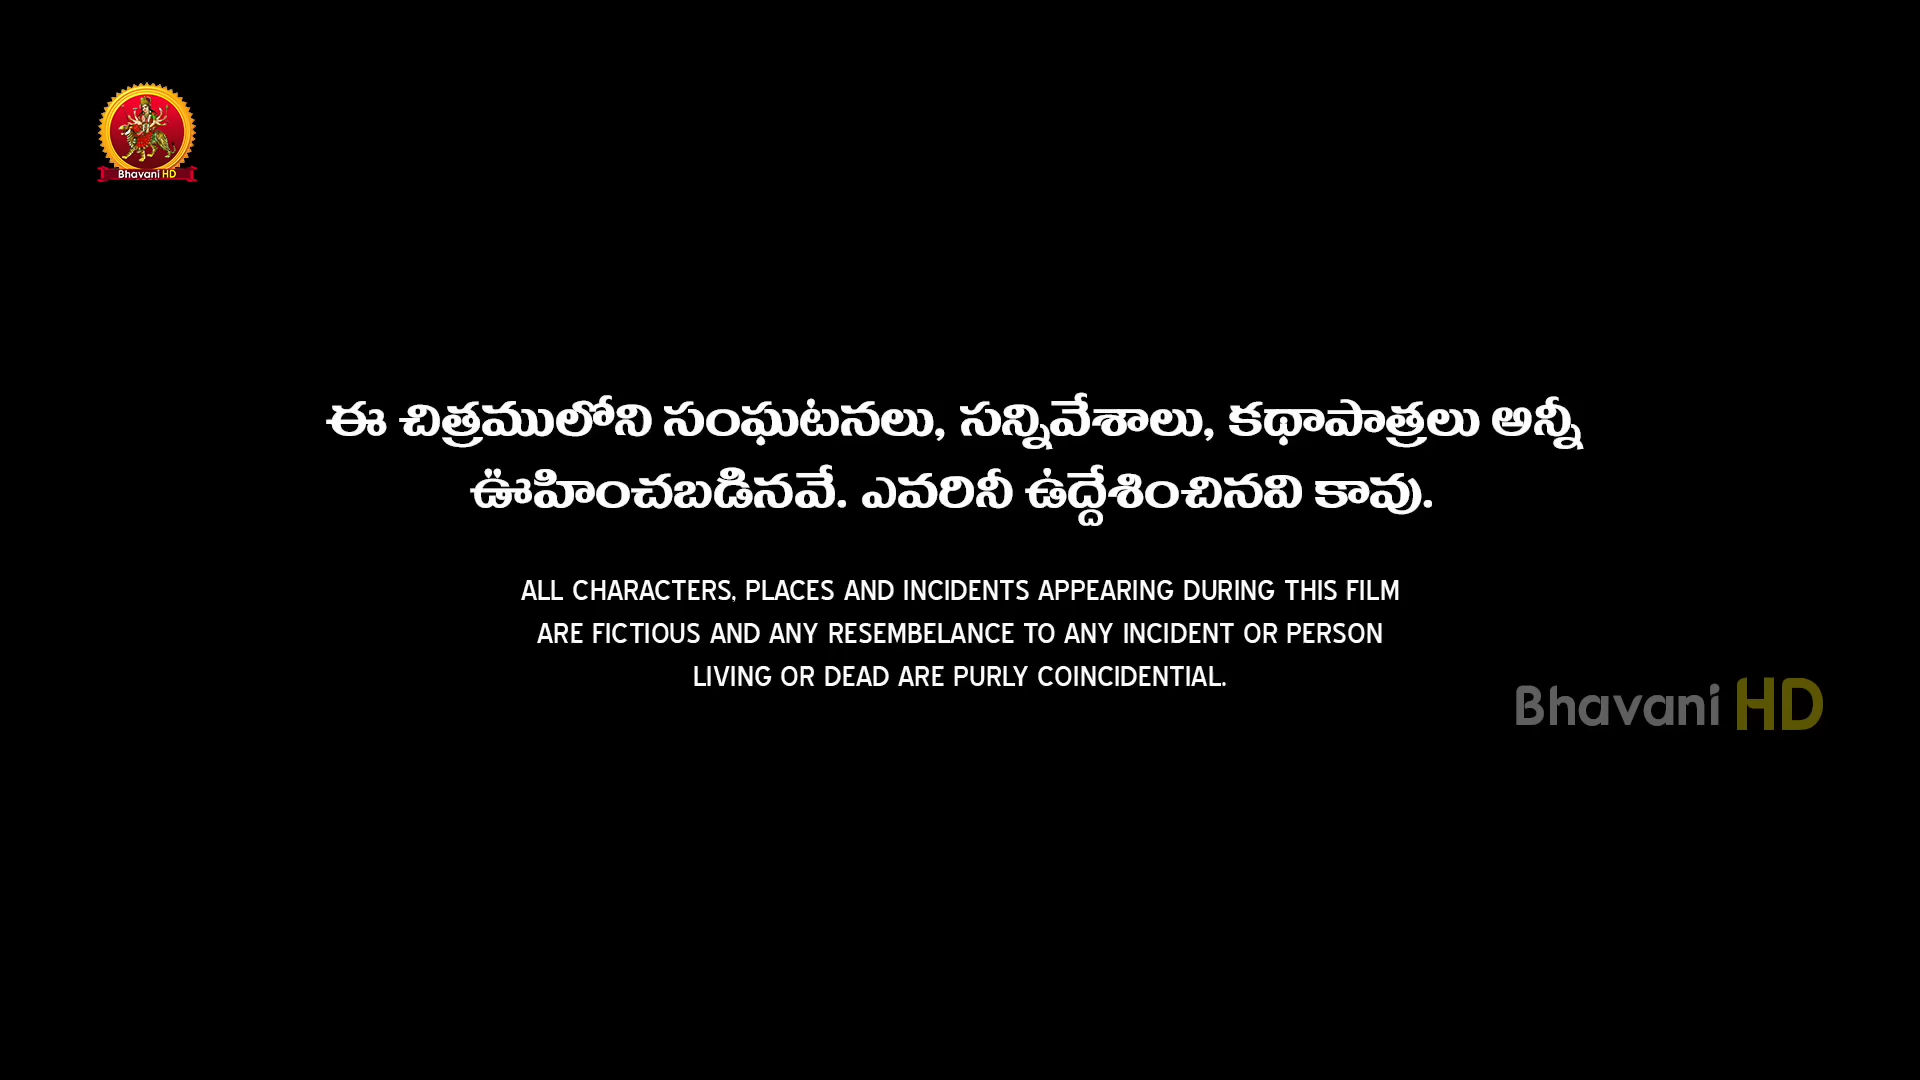 Bhavani HD
ఈ చిత్రములోని సంఘటనలు, సన్నివేశాలు, కథాపాత్రలు అన్నీ
ఊహించబడినవే. ఎవరినీ ఉద్దేశించినవి కావు.
ALL CHARACTERS, PLACES AND INCIDENTS APPEARING DURING THIS FILM
ARE FICTIOUS AND ANY RESEMBELANCE TO ANY INCIDENT OR PERSON
LIVING OR DEAD ARE PURLY COINCIDENTIAL.
Bhavani HD